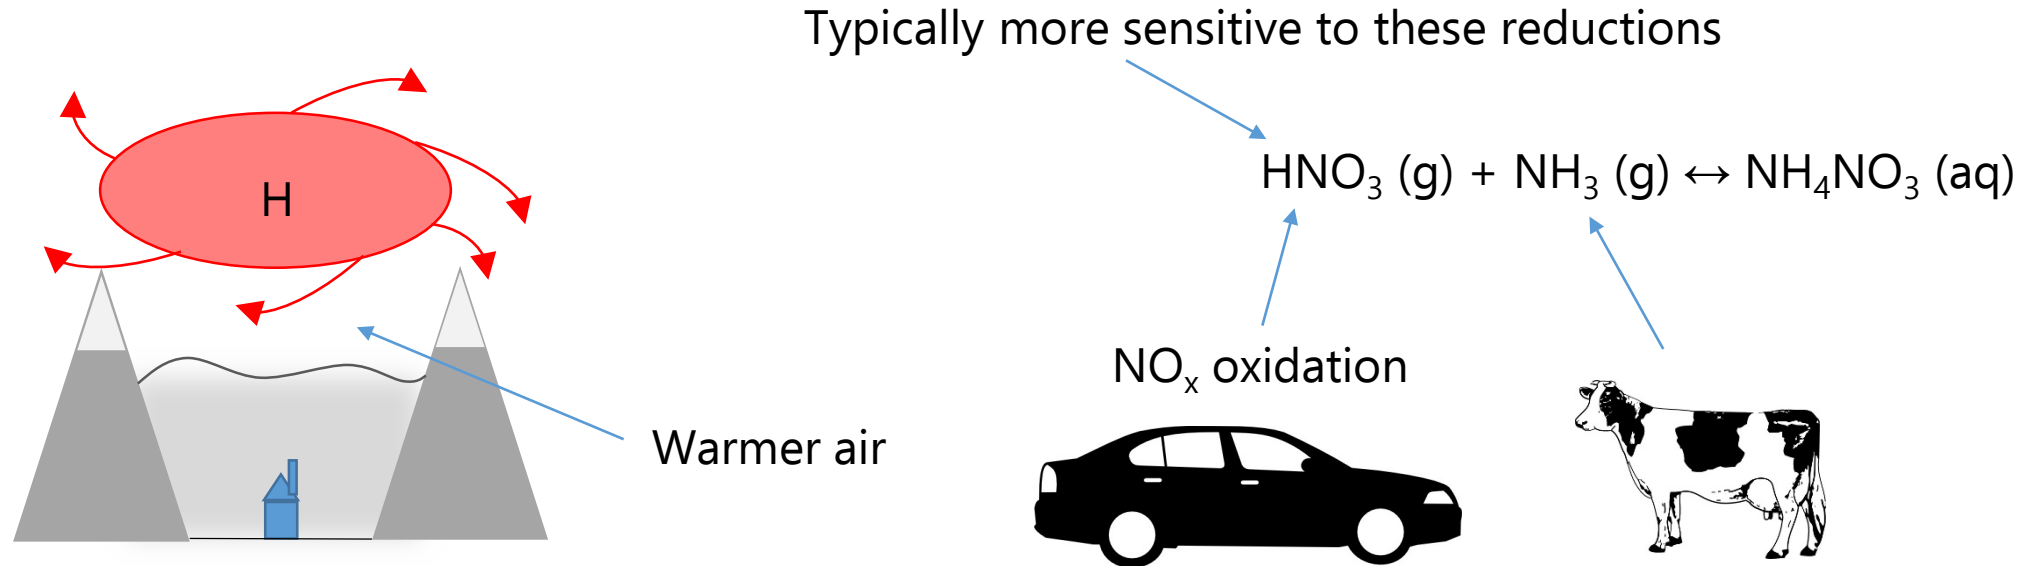 Typically more sensitive to these reductions
H
HNO₃ (g) + NH₃ (g) ↔ NH₄NO₃ (aq)
NOₓ oxidation
Warmer air